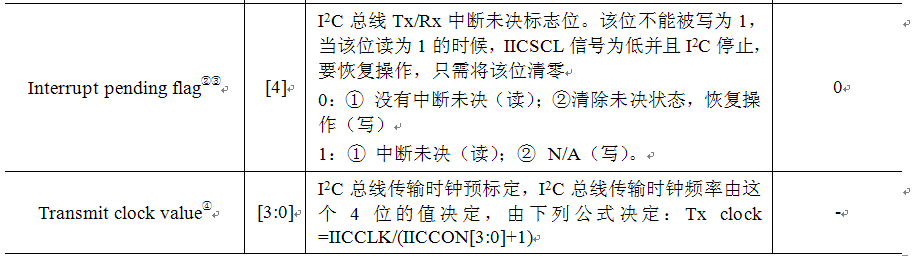 Interrupt pending flag②③
[4]
I2C 总线 Tx/Rx 中断未决标志位。该位不能被写为 1，
当该位读为 1 的时候，IICSCL 信号为低并且 I2C 停止，
要恢复操作，只需将该位清零
0：① 没有中断未决（读）；②清除未决状态，恢复操
作（写）
1：① 中断未决（读）；② N/A（写）。
0
Transmit clock value④
[3:0]
I2C 总线传输时钟预标定，I2C 总线传输时钟频率由这
个 4 位的值决定，由下列公式决定：Tx clock
=IICCLK/(IICCON[3:0]+1)
-